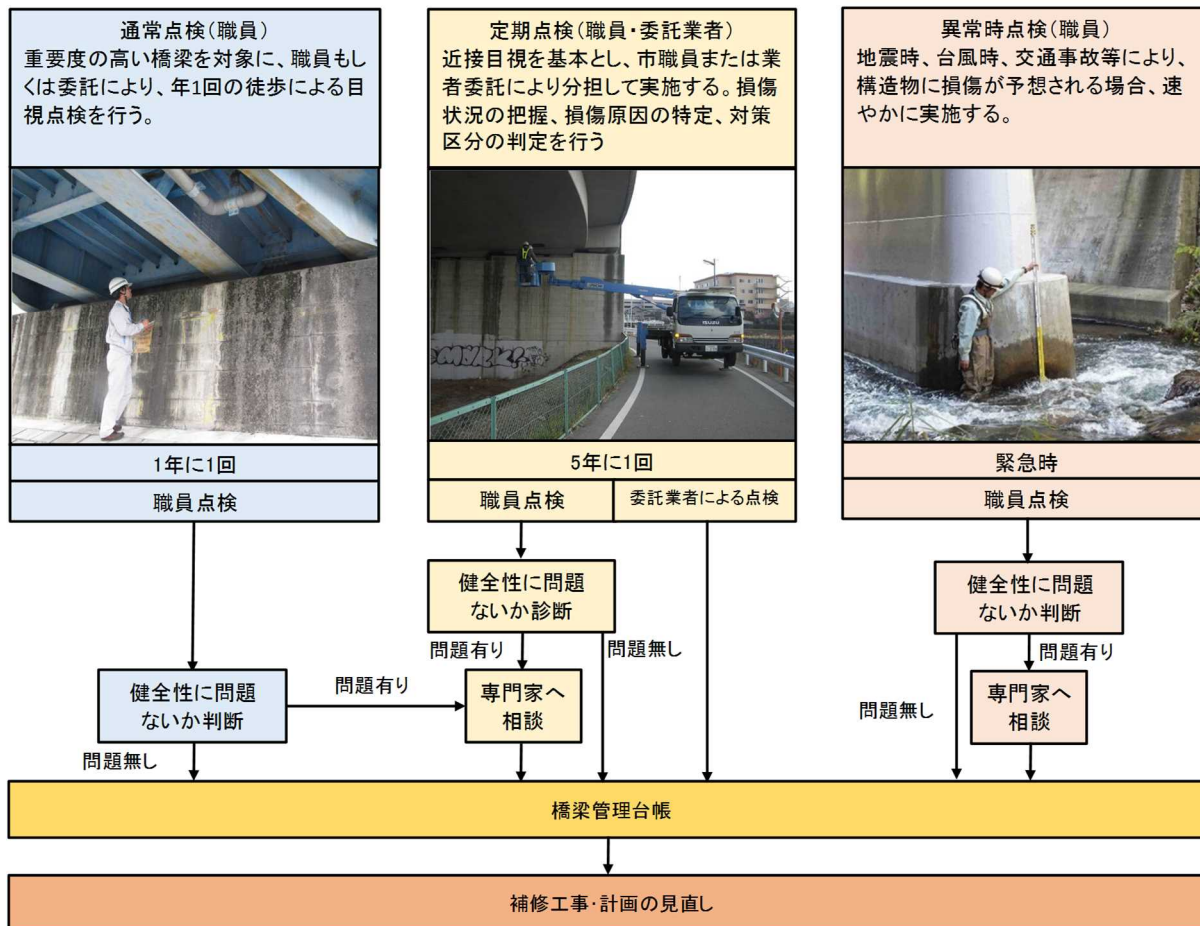 通常点検(職員)
重要度の高い橋梁を対象に、職員もし
くは委託により、年1回の徒歩による目
視点検を行う。
定期点検(職員・委託業者)
近接目視を基本とし、市職員または業
者委託により分担して実施する。損傷
状況の把握、損傷原因の特定、対策
区分の判定を行う
異常時点検(職員)
地震時、台風時、交通事故等により、
構造物に損傷が予想される場合、速
やかに実施する。
ISUZU
1年に1回
職員点検
5年に1回
職員点検
委託業者による点検
緊急時
職員点検
健全性に問題
ないか診断
健全性に問題
ないか判断
問題有り
問題無し
問題有り
健全性に問題
ないか判断
問題有り
専門家へ
相談
専門家へ
相談
問題無し
問題無し
橋梁管理台帳
補修工事・計画の見直し